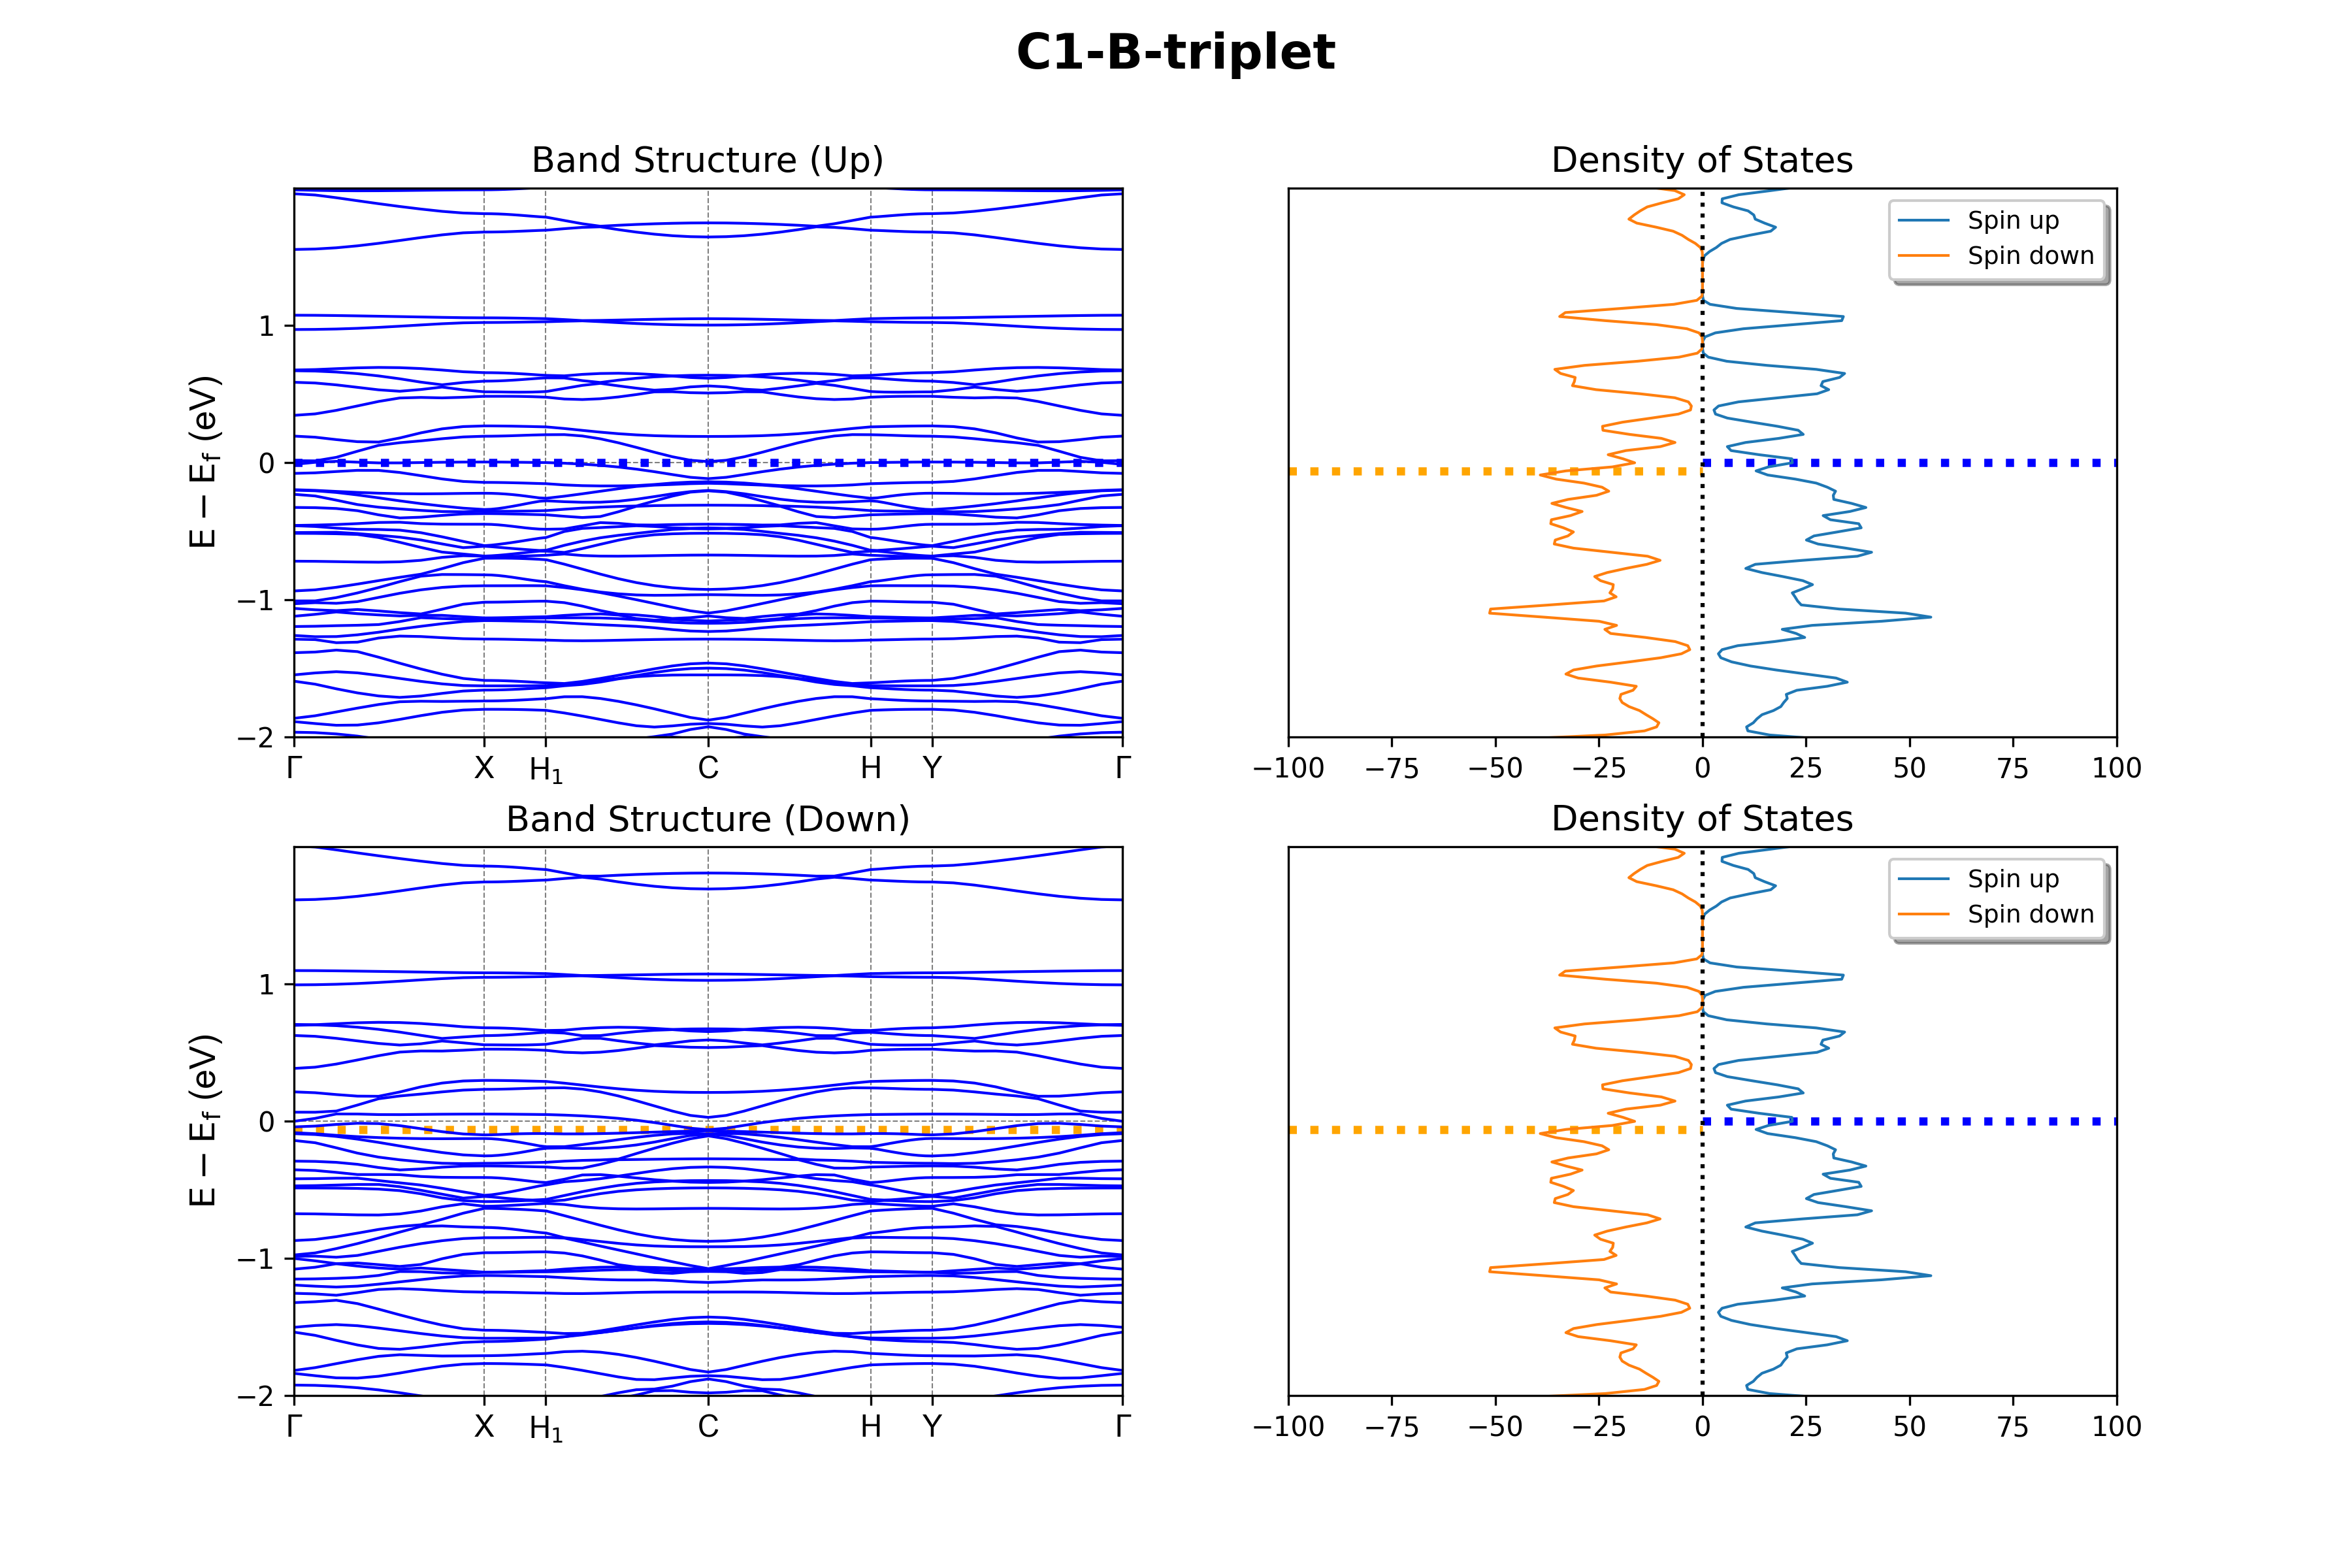 C1-B-triplet
Band Structure (Up)
E − E_f (eV)
1
0
−1
−2
Γ X H₁ C H Y Γ
Density of States
Spin up
Spin down
−100 −75 −50 −25 0 25 50 75 100
Band Structure (Down)
E − E_f (eV)
1
0
−1
−2
Γ X H₁ C H Y Γ
Density of States
Spin up
Spin down
−100 −75 −50 −25 0 25 50 75 100